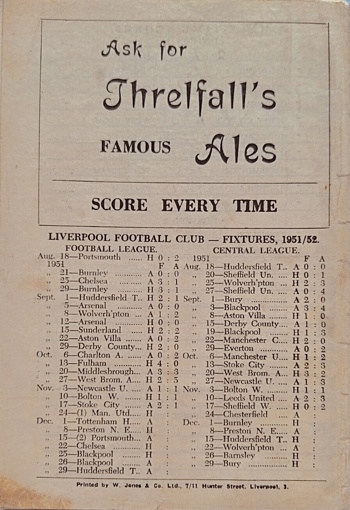 Ask for
Threlfall's
FAMOUS Ales
SCORE EVERY TIME
LIVERPOOL FOOTBALL CLUB — FIXTURES, 1951/52.
FOOTBALL LEAGUE.
Aug. 18—Portsmouth ...... H 0 : 2
1951 F A
„ 21—Burnley ............ A 0 : 0
„ 25—Chelsea ............ A 3 : 1
„ 29—Burnley ............ H 3 : 1
Sept. 1—Huddersfield T.. H 2 : 1
„ 5—Arsenal ............ A 0 : 0
„ 8—Wolverh'pton ... A 1 : 2
„ 12—Arsenal ............ H 0 : 0
„ 15—Sunderland ...... H 2 : 2
„ 22—Aston Villa ...... A 0 : 2
„ 29—Derby County.. H 2 : 0
Oct. 6—Charlton A. ...... A 0 : 2
„ 13—Fulham ............ H 4 : 0
„ 20—Middlesbrough... A 3 : 3
„ 27—West Brom. A... H 2 : 5
Nov. 3—Newcastle U. ... A 1 : 1
„ 10—Bolton W. ......... H 1 : 1
„ 17—Stoke City ...... A 2 : 1
„ 24—(1) Man. Utd.... H :
Dec. 1—Tottenham H.... A :
„ 8—Preston N. E.... H :
„ 15—(2) Portsmouth... A :
„ 22—Chelsea ............ H :
„ 25—Blackpool ......... H :
„ 26—Blackpool ......... A :
„ 29—Huddersfield T... A :
CENTRAL LEAGUE.
1951 F A
Aug. 18—Huddersfield T.. A 0 : 0
„ 20—Sheffield Un. ... H 0 : 1
„ 25—Wolverh'pton ... H 2 : 3
„ 27—Sheffield Un. ... A 0 : 4
Sept. 1—Bury ............... A 2 : 0
„ 3—Blackpool ......... A 3 : 4
„ 8—Aston Villa ...... H 1 : 0
„ 15—Derby County... A 1 : 0
„ 19—Blackpool ......... H 1 : 3
„ 22—Manchester C... H 2 : 0
„ 29—Everton ............ A 0 : 2
Oct. 6—Manchester U... H 1 : 2
„ 13—Stoke City ...... A 2 : 3
„ 20—West Brom. A... H 3 : 2
„ 27—Newcastle U. ... A 1 : 3
Nov. 3—Bolton W. ......... H 1 : 1
„ 10—Leeds United ... A 2 : 3
„ 17—Sheffield W. ...... H 0 : 2
„ 24—Chesterfield ...... A :
Dec. 1—Burnley ............ H :
„ 8—Preston N. E.... A :
„ 15—Huddersfield T... H :
„ 22—Wolverh'pton ... A :
„ 26—Barnsley ......... H :
„ 29—Bury ............... H :
Printed by W. Jones & Co. Ltd., 7/11 Hunter Street, Liverpool, 3.